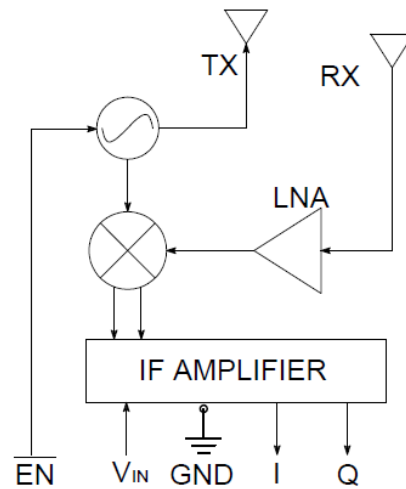 TX
RX
LNA
IF AMPLIFIER
EN VIN GND I Q